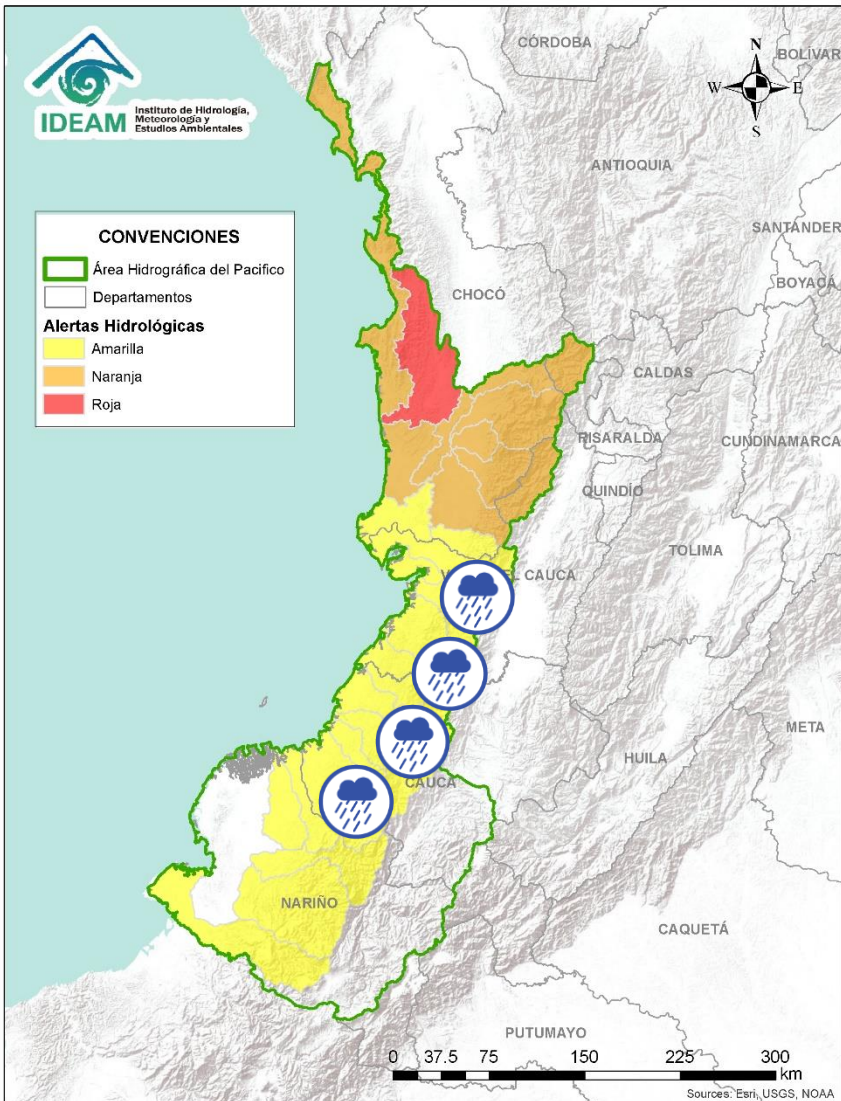 IDEAM
Instituto de Hidrología,
Meteorología y
Estudios Ambientales
CÓRDOBA
BOLÍVAR
N
W
E
S
ANTIOQUIA
SANTANDER
BOYACÁ
CONVENCIONES
Área Hidrográfica del Pacifico
Departamentos
Alertas Hidrológicas
Amarilla
Naranja
Roja
CHOCÓ
CALDAS
RISARALDA
CUNDINAMARCA
QUINDÍO
TOLIMA
EL CAUCA
META
HUILA
CAUCA
NARIÑO
CAQUETÁ
PUTUMAYO
0 37.5 75 150 225 300
km
Sources: Esri, USGS, NOAA